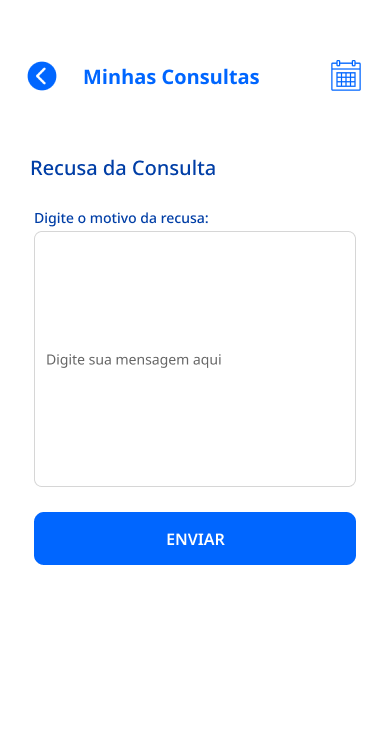 Minhas Consultas
Recusa da Consulta
Digite o motivo da recusa:
Digite sua mensagem aqui
ENVIAR